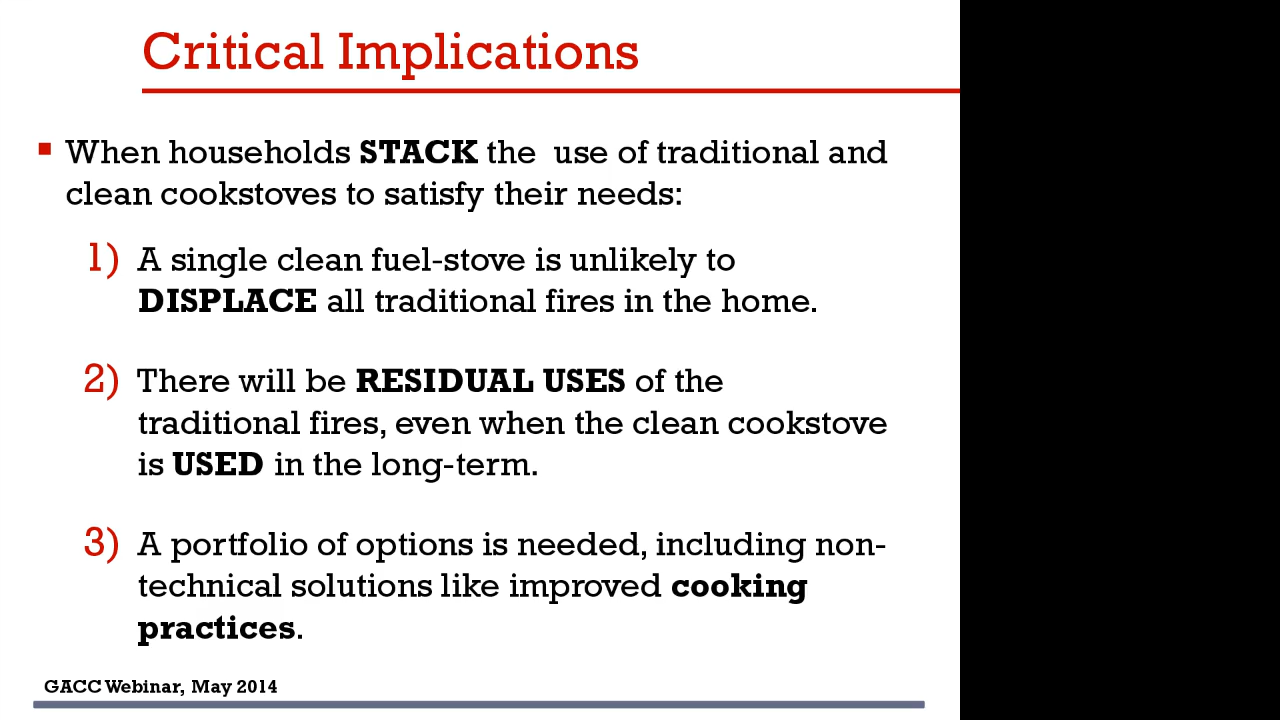 Critical Implications
▪ When households STACK the  use of traditional and
clean cookstoves to satisfy their needs:
1) A single clean fuel-stove is unlikely to
DISPLACE all traditional fires in the home.
2) There will be RESIDUAL USES of the
traditional fires, even when the clean cookstove
is USED in the long-term.
3) A portfolio of options is needed, including non-
technical solutions like improved cooking
practices.
GACC Webinar, May 2014